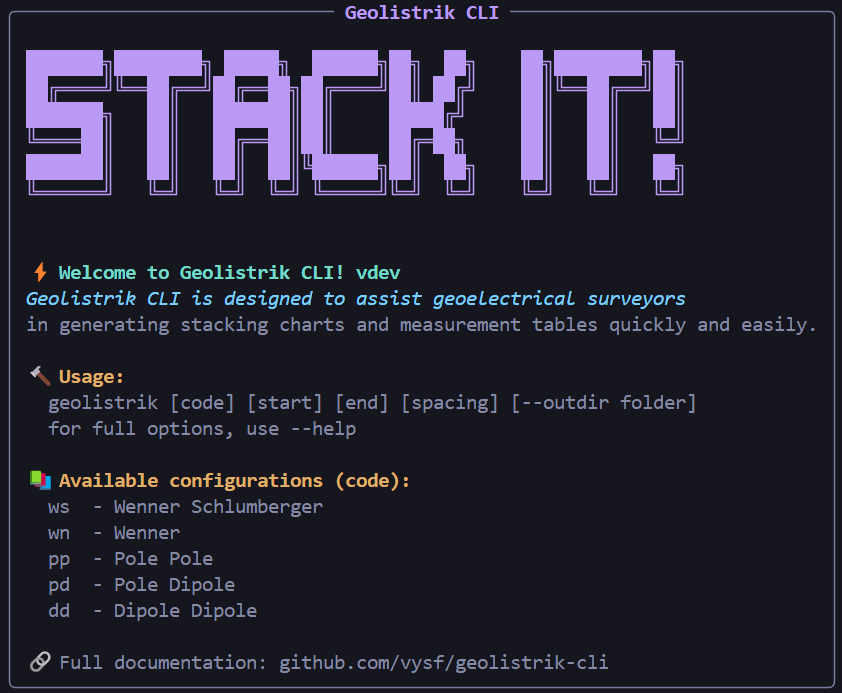 Geolistrik CLI
STACK IT!
⚡ Welcome to Geolistrik CLI! vdev
Geolistrik CLI is designed to assist geoelectrical surveyors
in generating stacking charts and measurement tables quickly and easily.
🔨 Usage:
geolistrik [code] [start] [end] [spacing] [--outdir folder]
for full options, use --help
📚 Available configurations (code):
ws - Wenner Schlumberger
wn - Wenner
pp - Pole Pole
pd - Pole Dipole
dd - Dipole Dipole
🔗 Full documentation: github.com/vysf/geolistrik-cli